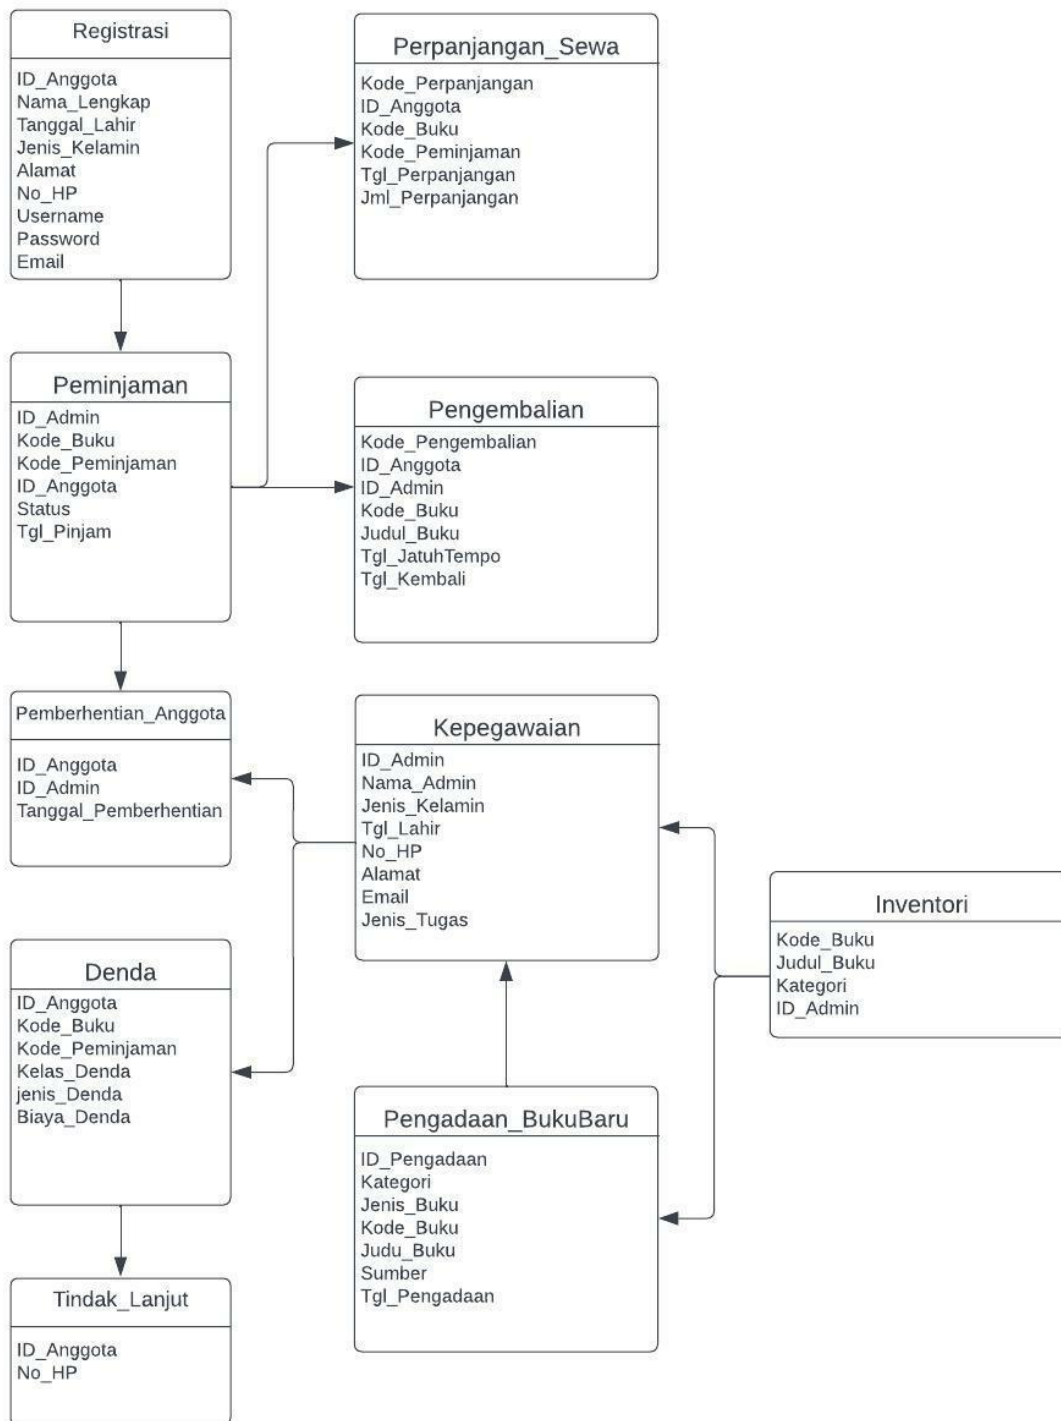 Registrasi
ID_Anggota
Nama_Lengkap
Tanggal_Lahir
Jenis_Kelamin
Alamat
No_HP
Username
Password
Email
Perpanjangan_Sewa
Kode_Perpanjangan
ID_Anggota
Kode_Buku
Kode_Peminjaman
Tgl_Perpanjangan
Jml_Perpanjangan
Peminjaman
ID_Admin
Kode_Buku
Kode_Peminjaman
ID_Anggota
Status
Tgl_Pinjam
Pengembalian
Kode_Pengembalian
ID_Anggota
ID_Admin
Kode_Buku
Judul_Buku
Tgl_JatuhTempo
Tgl_Kembali
Pemberhentian_Anggota
ID_Anggota
ID_Admin
Tanggal_Pemberhentian
Kepegawaian
ID_Admin
Nama_Admin
Jenis_Kelamin
Tgl_Lahir
No_HP
Alamat
Email
Jenis_Tugas
Inventori
Kode_Buku
Judul_Buku
Kategori
ID_Admin
Denda
ID_Anggota
Kode_Buku
Kode_Peminjaman
Kelas_Denda
jenis_Denda
Biaya_Denda
Pengadaan_BukuBaru
ID_Pengadaan
Kategori
Jenis_Buku
Kode_Buku
Judu_Buku
Sumber
Tgl_Pengadaan
Tindak_Lanjut
ID_Anggota
No_HP